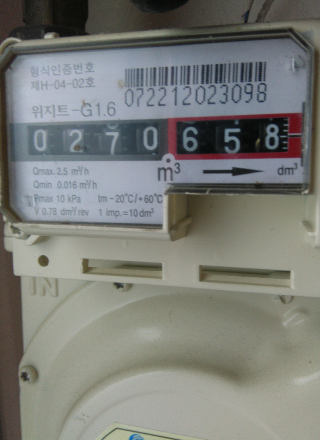 형식인증번호
제H-04-02호
072212023098
위지트-G1.6
0270658
m³
dm³
Qmax 2.5 m³/h
Qmin 0.016 m³/h
Pmax 10 kPa tm -20°C/+60°C
V 0.78 dm³/rev 1 imp.=10dm³
IN